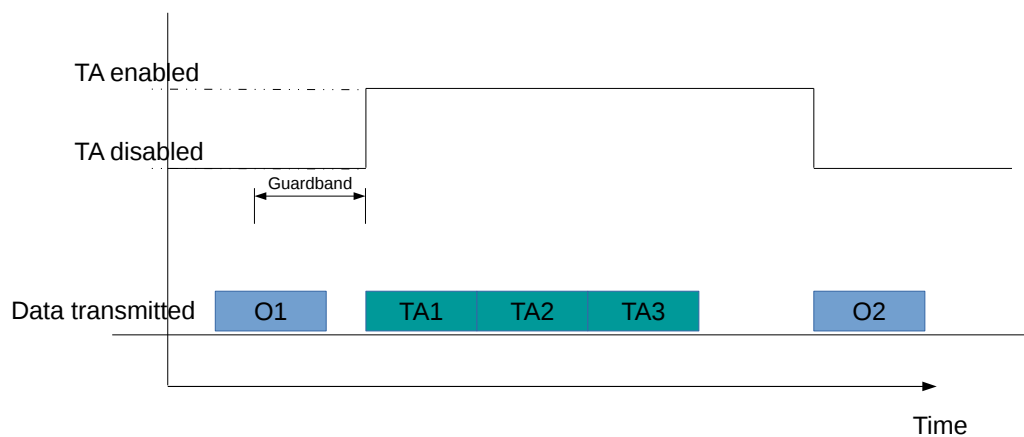 TA enabled
TA disabled
Guardband
Data transmitted
O1
TA1
TA2
TA3
O2
Time